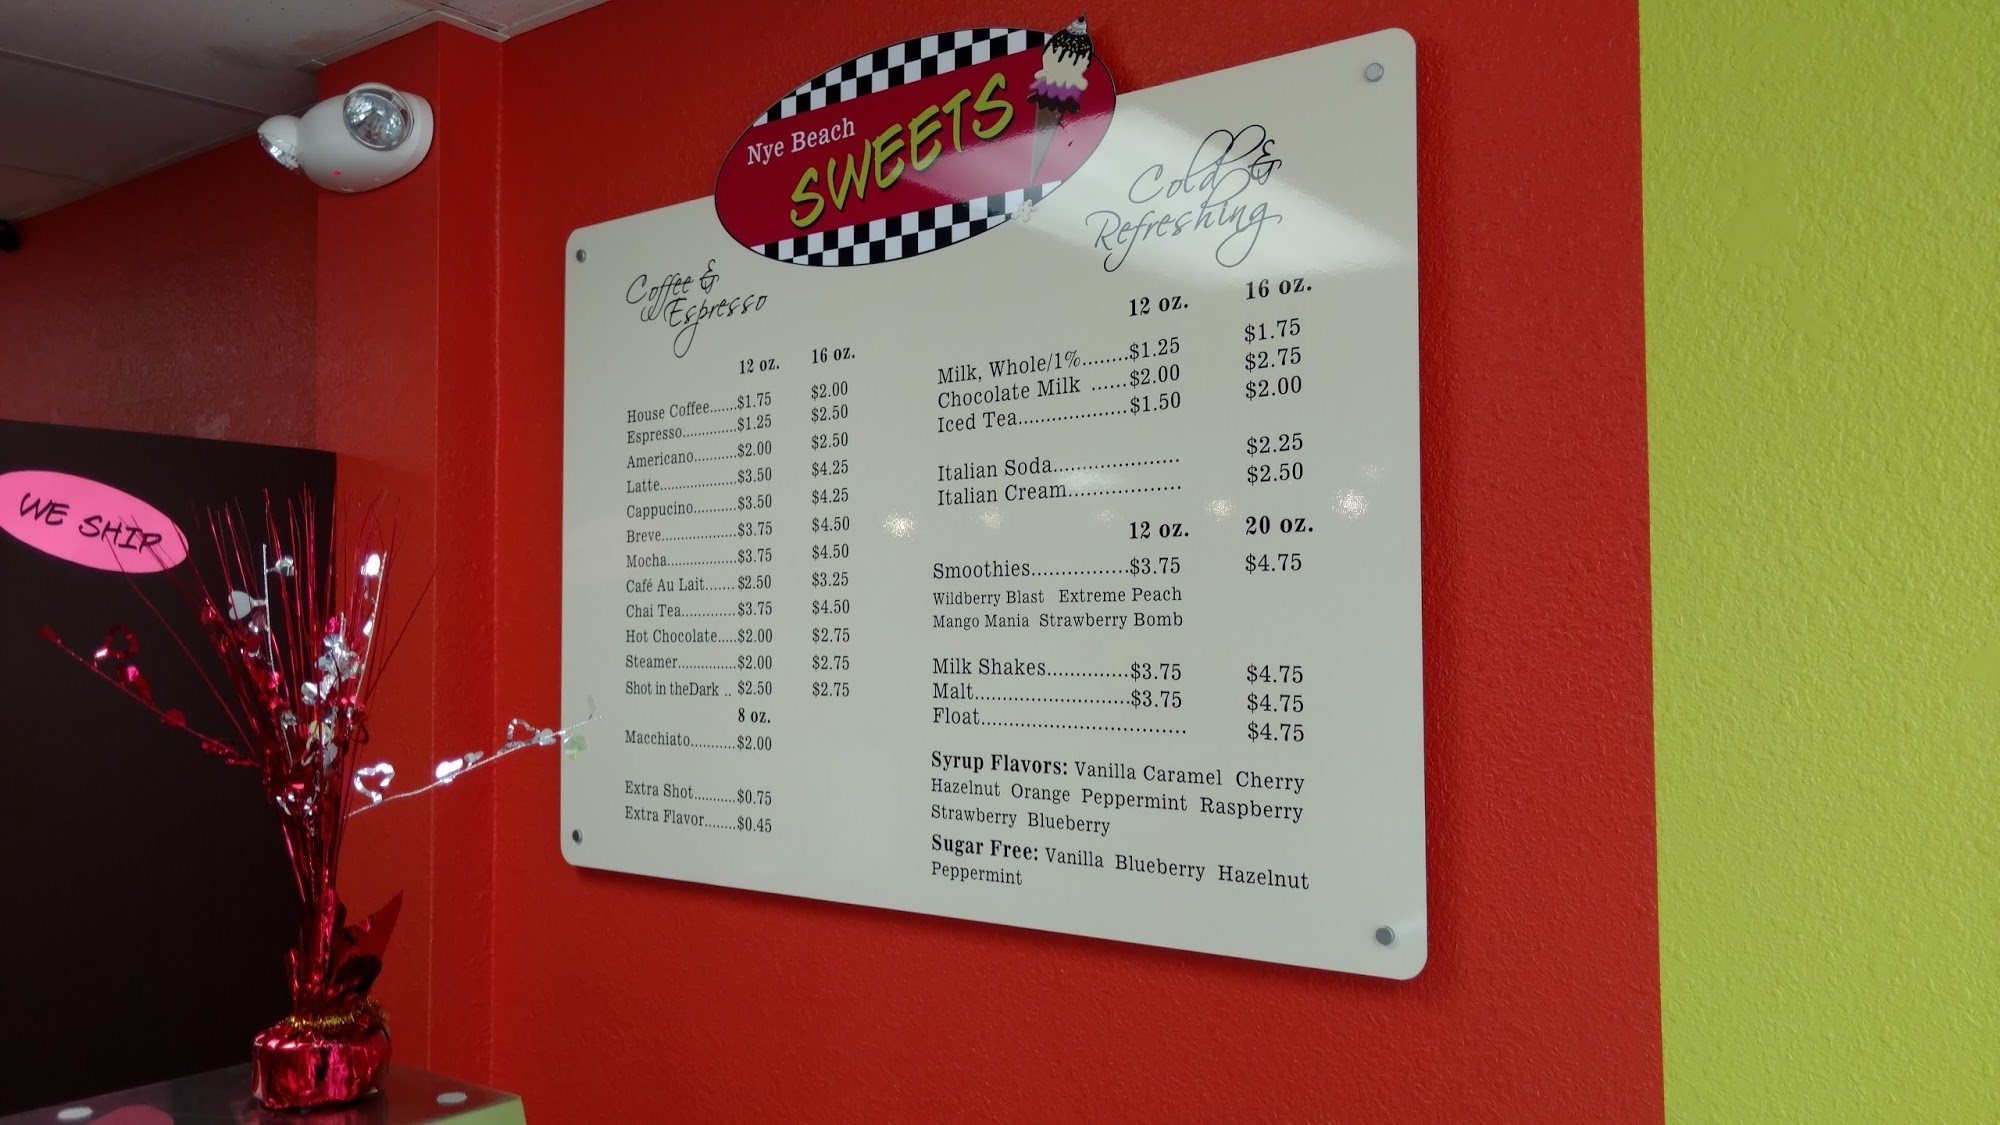 Nye Beach
SWEETS
WE SHIP
Coffee &
Espresso
12 oz. 16 oz.
House Coffee.......$1.75 $2.00
Espresso..............$1.25 $2.50
Americano...........$2.00 $2.50
Latte....................$3.50 $4.25
Cappucino...........$3.50 $4.25
Breve...................$3.75 $4.50
Mocha..................$3.75 $4.50
Café Au Lait.......$2.50 $3.25
Chai Tea.............$3.75 $4.50
Hot Chocolate.....$2.00 $2.75
Steamer...............$2.00 $2.75
Shot in theDark .. $2.50 $2.75
8 oz.
Macchiato...........$2.00
Extra Shot..........$0.75
Extra Flavor........$0.45
Cold &
Refreshing
12 oz. 16 oz.
Milk, Whole/1%........$1.25 $1.75
Chocolate Milk ......$2.00 $2.75
Iced Tea...................$1.50 $2.00
Italian Soda.................... $2.25
Italian Cream.................. $2.50
12 oz. 20 oz.
Smoothies................$3.75 $4.75
Wildberry Blast Extreme Peach
Mango Mania Strawberry Bomb
Milk Shakes..............$3.75 $4.75
Malt..........................$3.75 $4.75
Float.................................. $4.75
Syrup Flavors: Vanilla Caramel Cherry
Hazelnut Orange Peppermint Raspberry
Strawberry Blueberry
Sugar Free: Vanilla Blueberry Hazelnut
Peppermint